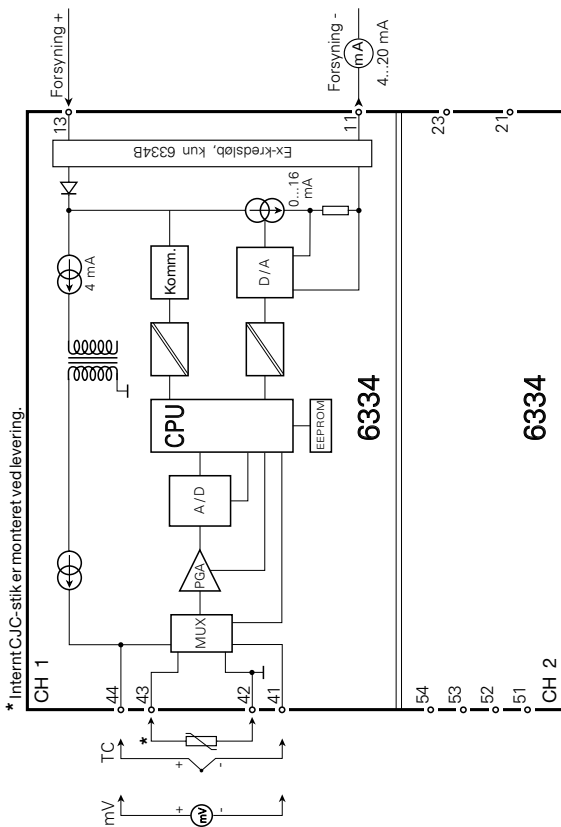 * Internt CJC-stik er monteret ved levering.
CH 1
mV
TC
+
-
mV
+
-
*
44
43
42
41
MUX
PGA
A/D
CPU
EEPROM
4 mA
Komm.
D/A
0...16
mA
Ex-kredsløb, kun 6334B
13
11
Forsyning +
Forsyning -
mA
4...20 mA
6334
54
53
52
51
CH 2
6334
23
21